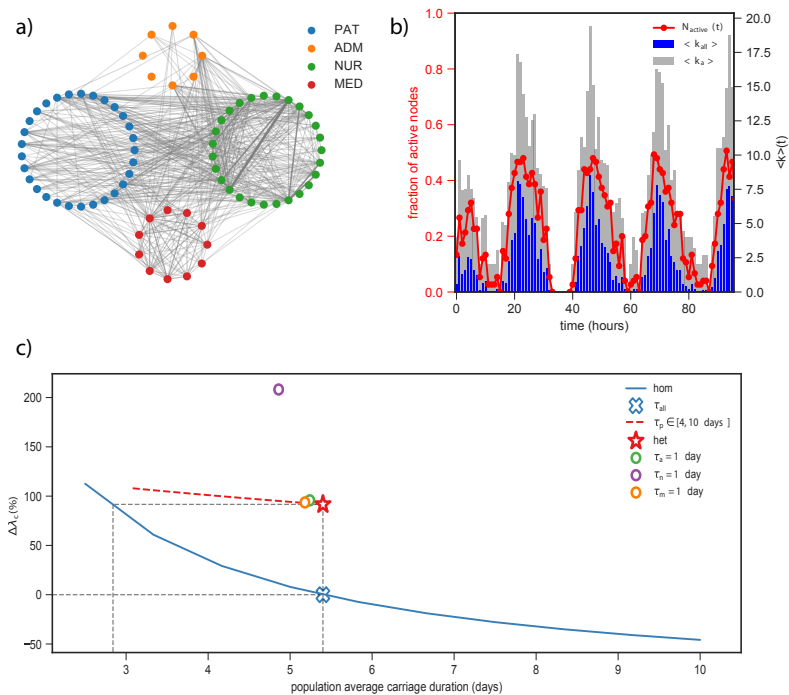 a)
PAT
ADM
NUR
MED
b)
fraction of active nodes
1.0
0.8
0.6
0.4
0.2
0.0
N_active (t)
< k_all >
< k_a >
20.0
17.5
15.0
12.5
10.0
7.5
5.0
2.5
0.0
<k>(t)
0 20 40 60 80
time (hours)
c)
Δλ_c(%)
200
150
100
50
0
−50
hom
τ_all
τ_p ∈ [4, 10 days ]
het
τ_a = 1 day
τ_n = 1 day
τ_m = 1 day
3 4 5 6 7 8 9 10
population average carriage duration (days)